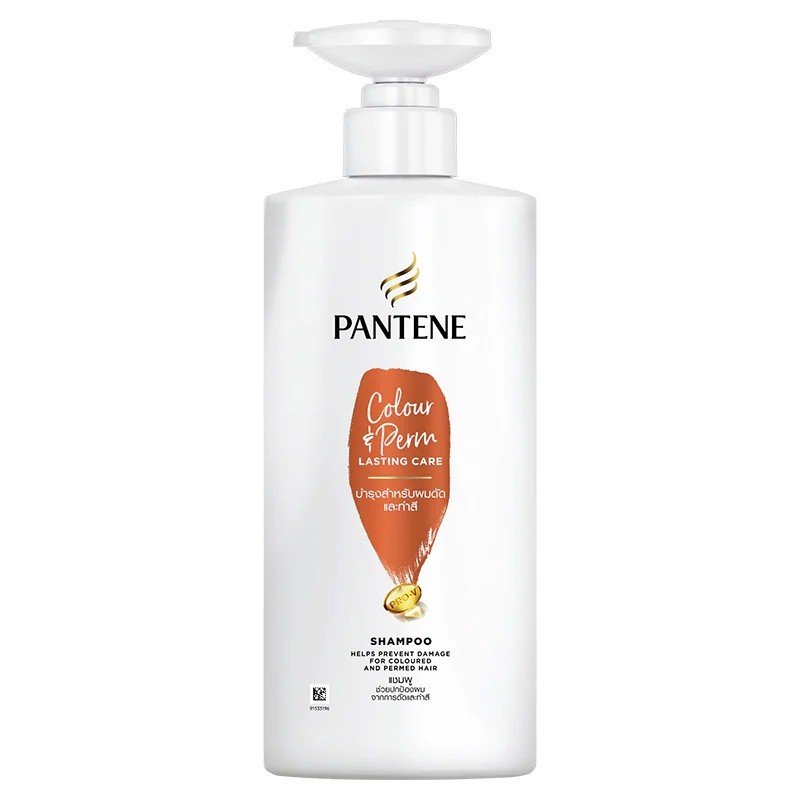 PANTENE
Colour
& Perm
LASTING CARE
บำรุงสำหรับผมดัด
และทำสี
PRO-V
SHAMPOO
HELPS PREVENT DAMAGE
FOR COLOURED
AND PERMED HAIR
แชมพู
ช่วยปกป้องผม
จากการดัดและทำสี
91533196